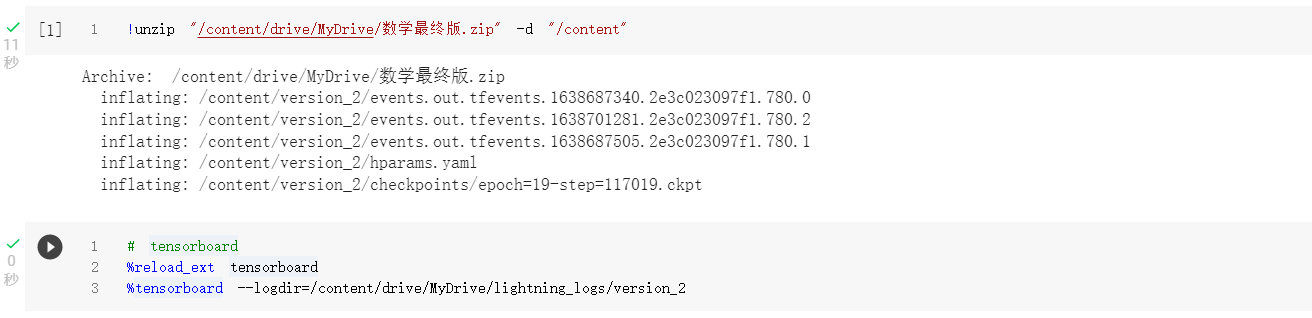 [1] 1 !unzip "/content/drive/MyDrive/数学最终版.zip" -d "/content"
11
秒
Archive: /content/drive/MyDrive/数学最终版.zip
inflating: /content/version_2/events.out.tfevents.1638687340.2e3c023097f1.780.0
inflating: /content/version_2/events.out.tfevents.1638701281.2e3c023097f1.780.2
inflating: /content/version_2/events.out.tfevents.1638687505.2e3c023097f1.780.1
inflating: /content/version_2/hparams.yaml
inflating: /content/version_2/checkpoints/epoch=19-step=117019.ckpt
1 # tensorboard
0
秒
2 %reload_ext tensorboard
3 %tensorboard --logdir=/content/drive/MyDrive/lightning_logs/version_2